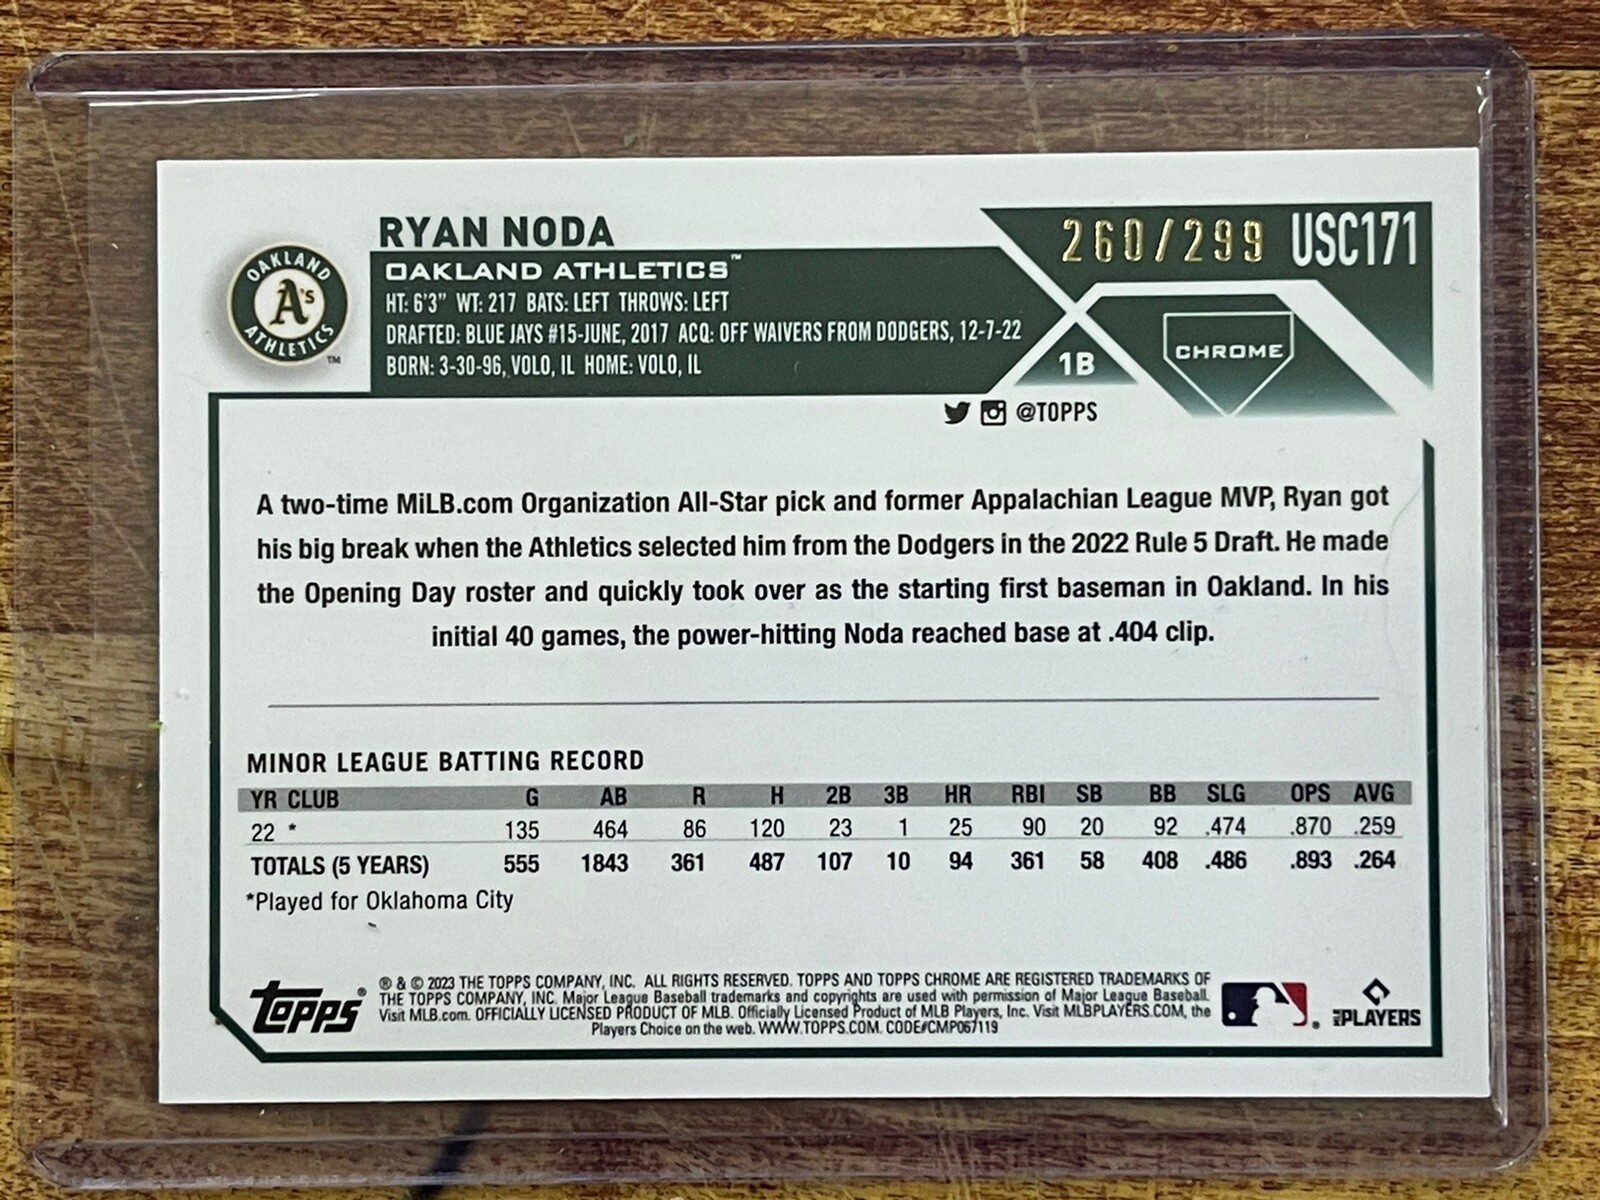 RYAN NODA
OAKLAND ATHLETICS™
HT: 6'3" WT: 217 BATS: LEFT THROWS: LEFT
DRAFTED: BLUE JAYS #15-JUNE, 2017 ACQ: OFF WAIVERS FROM DODGERS, 12-7-22
BORN: 3-30-96, VOLO, IL HOME: VOLO, IL
OAKLAND A's ATHLETICS ™
260/299 USC171
1B
CHROME
@TOPPS
A two-time MiLB.com Organization All-Star pick and former Appalachian League MVP, Ryan got
his big break when the Athletics selected him from the Dodgers in the 2022 Rule 5 Draft. He made
the Opening Day roster and quickly took over as the starting first baseman in Oakland. In his
initial 40 games, the power-hitting Noda reached base at .404 clip.
MINOR LEAGUE BATTING RECORD
YR CLUB G AB R H 2B 3B HR RBI SB BB SLG OPS AVG
22 * 135 464 86 120 23 1 25 90 20 92 .474 .870 .259
TOTALS (5 YEARS) 555 1843 361 487 107 10 94 361 58 408 .486 .893 .264
*Played for Oklahoma City
Topps®
® & © 2023 THE TOPPS COMPANY, INC. ALL RIGHTS RESERVED. TOPPS AND TOPPS CHROME ARE REGISTERED TRADEMARKS OF
THE TOPPS COMPANY, INC. Major League Baseball trademarks and copyrights are used with permission of Major League Baseball.
Visit MLB.com. OFFICIALLY LICENSED PRODUCT OF MLB. Officially Licensed Product of MLB Players, Inc. Visit MLBPLAYERS.COM, the
Players Choice on the web. WWW.TOPPS.COM. CODE#CMP067119
MLB PLAYERS